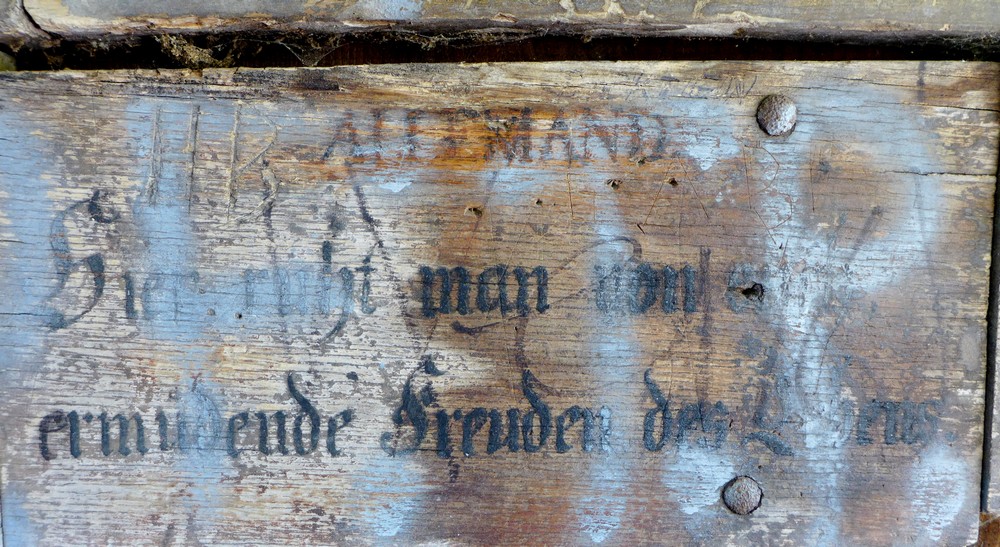 ALLEMAND
Hier ruht man von
ermüdende Freuden des Lebens.